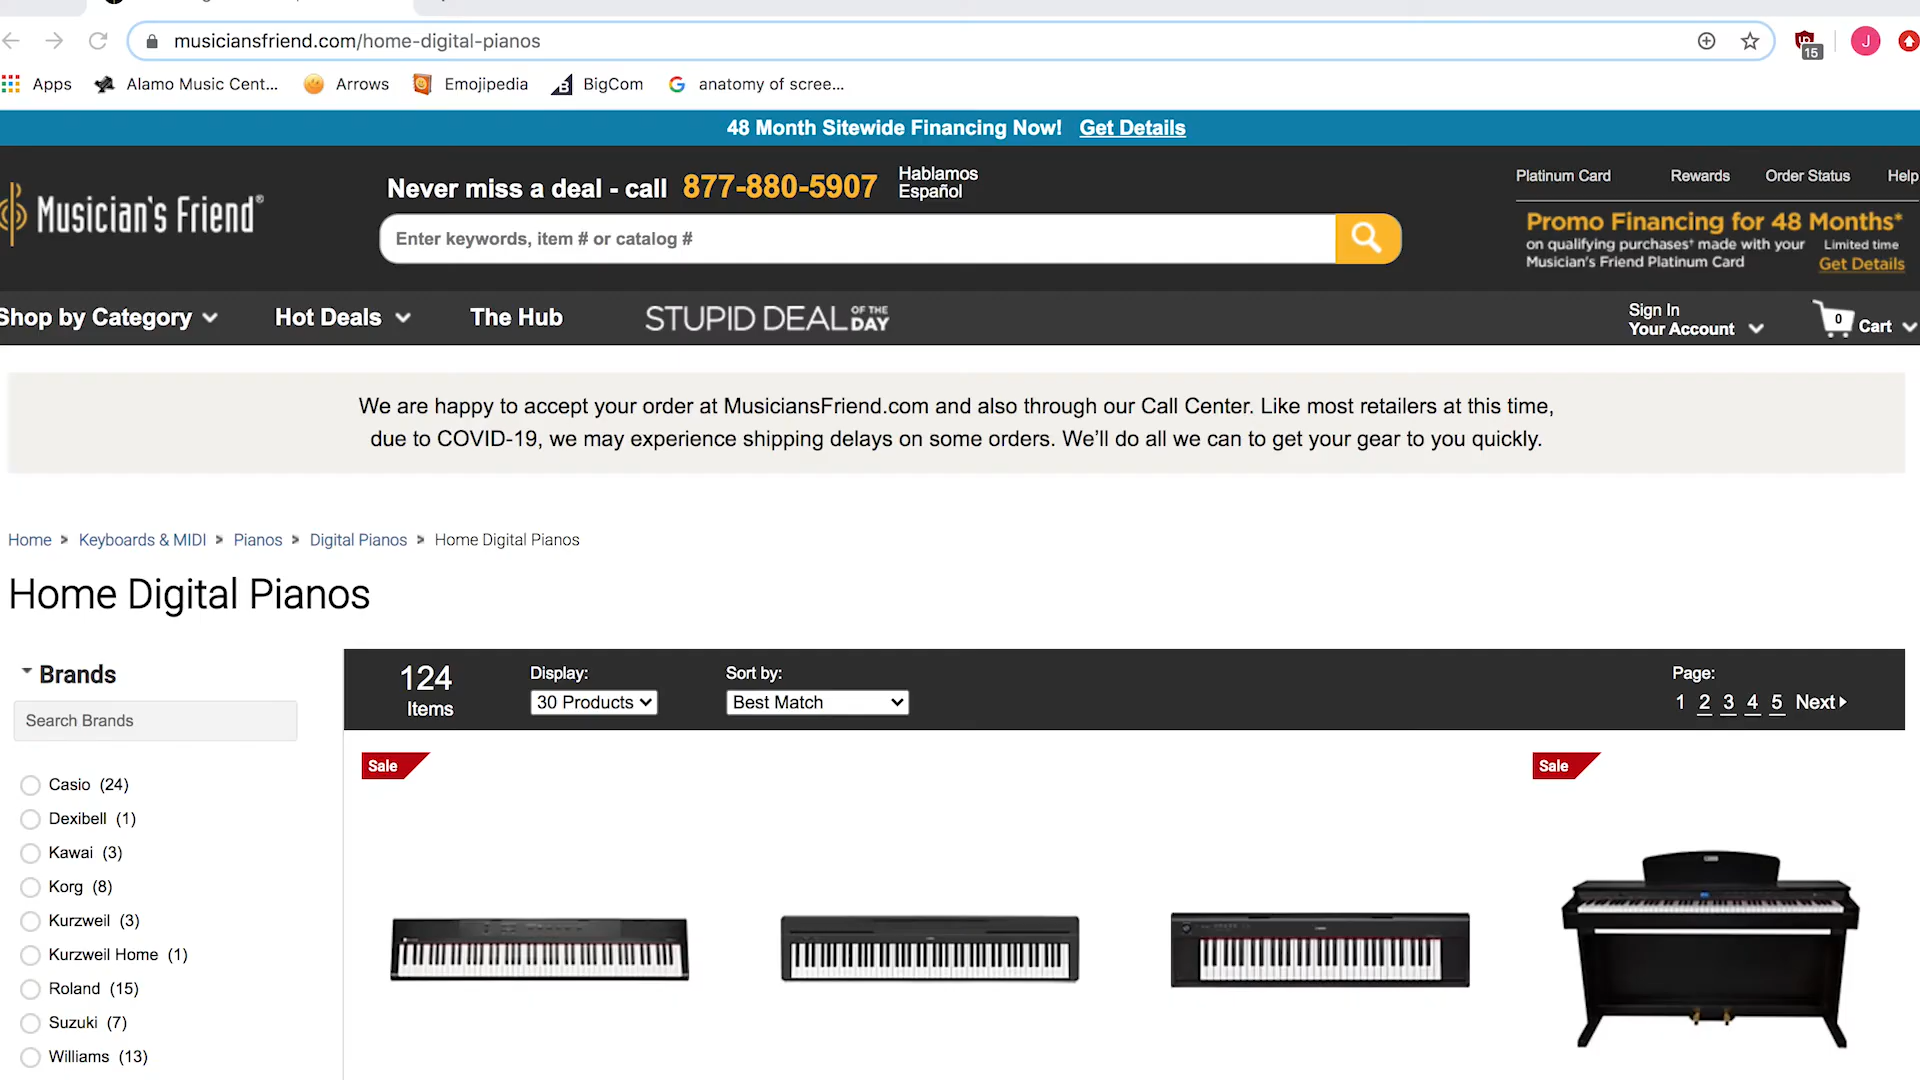 musiciansfriend.com/home-digital-pianos
15
J
Apps
Alamo Music Cent...
Arrows
Emojipedia
BigCom
anatomy of scree...
48 Month Sitewide Financing Now! Get Details
Never miss a deal - call 877-880-5907
Hablamos
Español
Platinum Card
Rewards
Order Status
Help
Musician's Friend®
Enter keywords, item # or catalog #
Promo Financing for 48 Months*
on qualifying purchases† made with your
Musician's Friend Platinum Card
Limited time
Get Details
Shop by Category
Hot Deals
The Hub
STUPID DEAL OF THE DAY
Sign In
Your Account
0
Cart
We are happy to accept your order at MusiciansFriend.com and also through our Call Center. Like most retailers at this time,
due to COVID-19, we may experience shipping delays on some orders. We'll do all we can to get your gear to you quickly.
Home > Keyboards & MIDI > Pianos > Digital Pianos > Home Digital Pianos
Home Digital Pianos
Brands
Search Brands
Casio (24)
Dexibell (1)
Kawai (3)
Korg (8)
Kurzweil (3)
Kurzweil Home (1)
Roland (15)
Suzuki (7)
Williams (13)
124
Items
Display:
30 Products
Sort by:
Best Match
Page:
1 2 3 4 5 Next
Sale
Sale